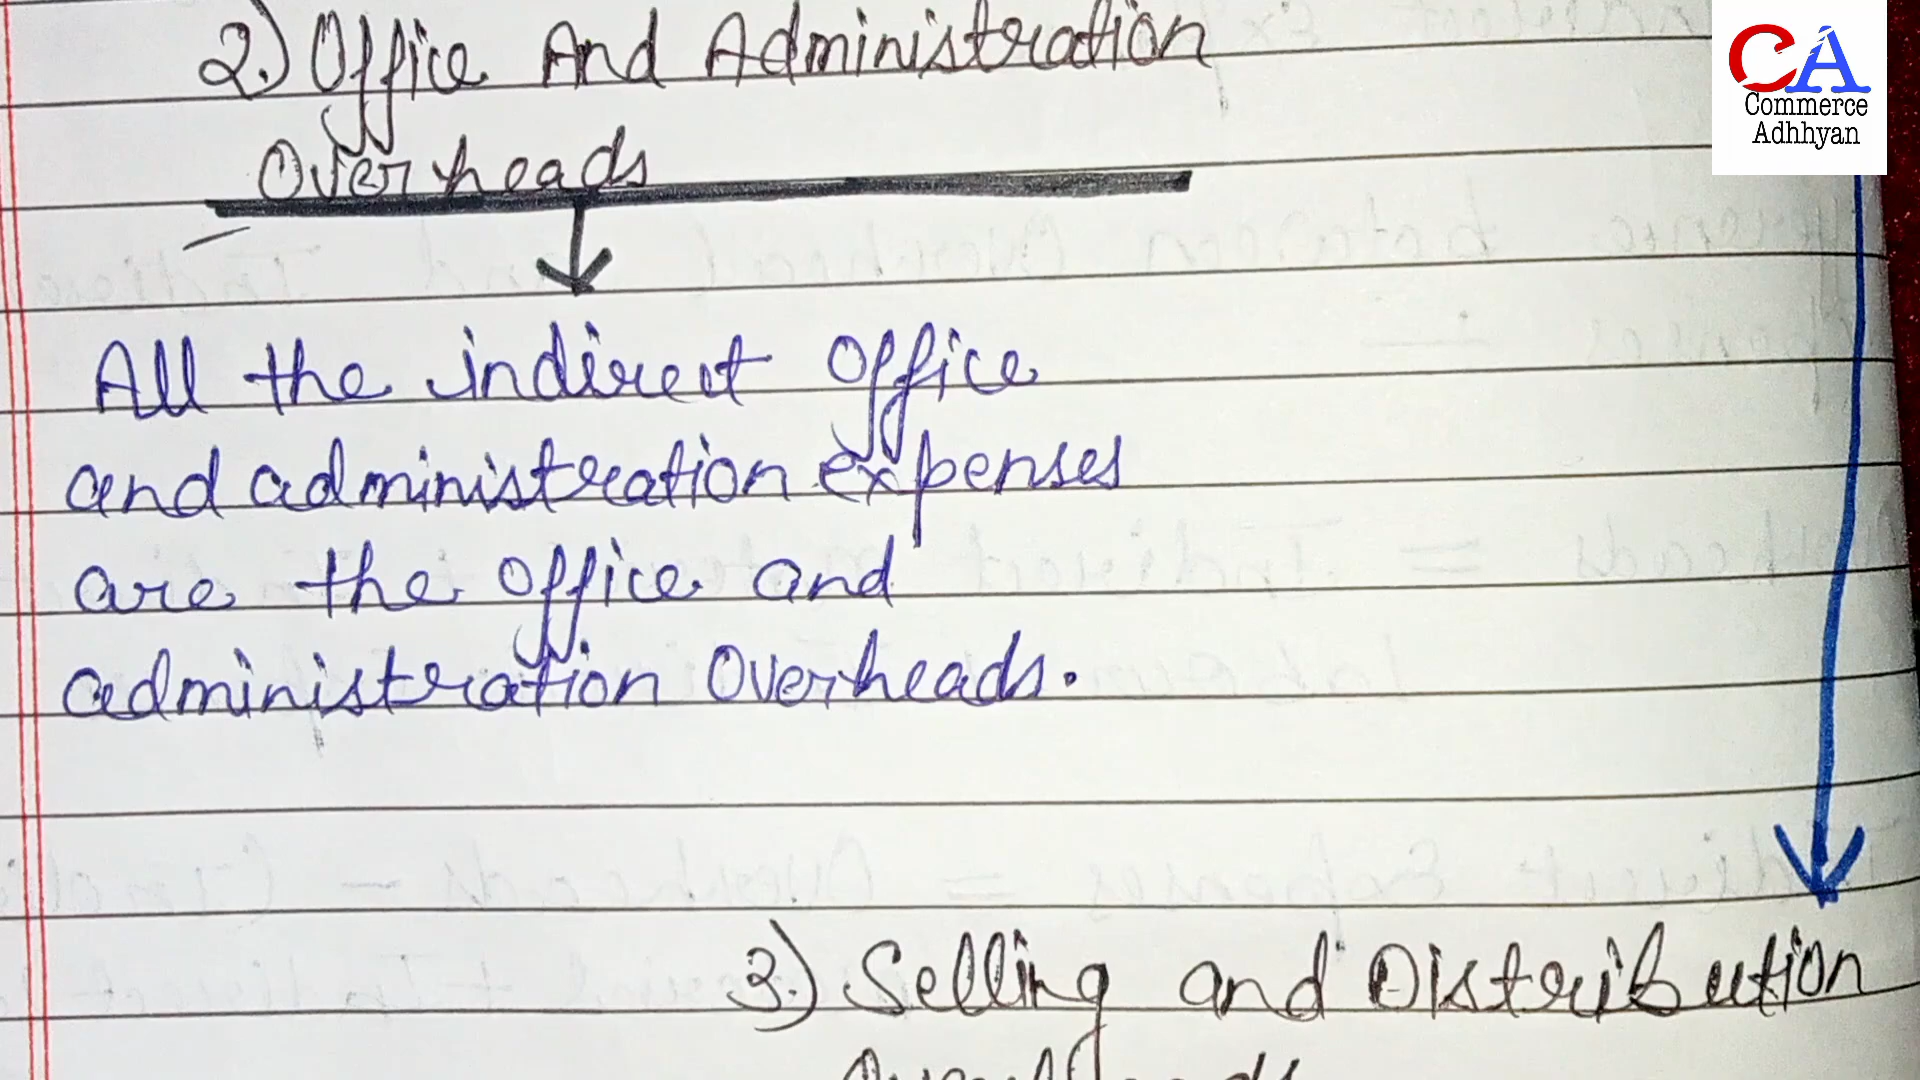 2.) Office And Administration
Overheads
All the indirect office
and administration expenses
are the office and
administration Overheads.
3.) Selling and Distribution
CA
Commerce
Adhhyan